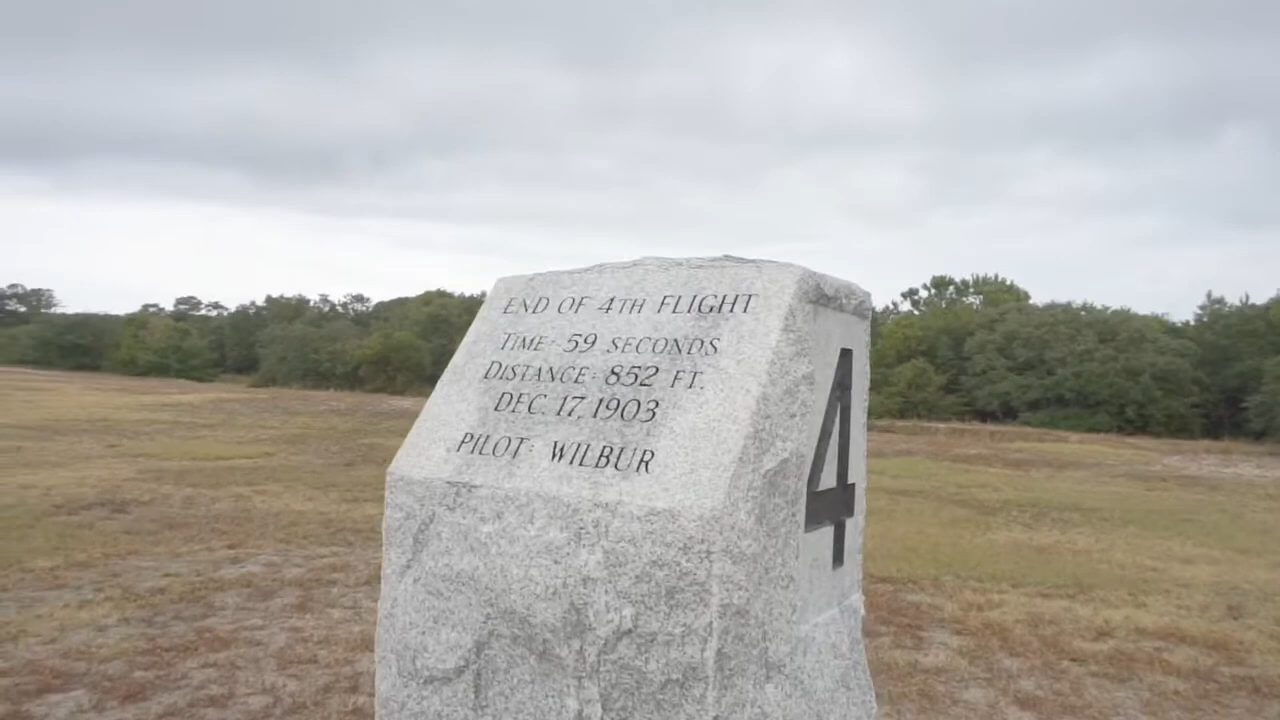 END OF 4TH FLIGHT
TIME: 59 SECONDS
DISTANCE: 852 FT.
DEC. 17, 1903
PILOT: WILBUR
4